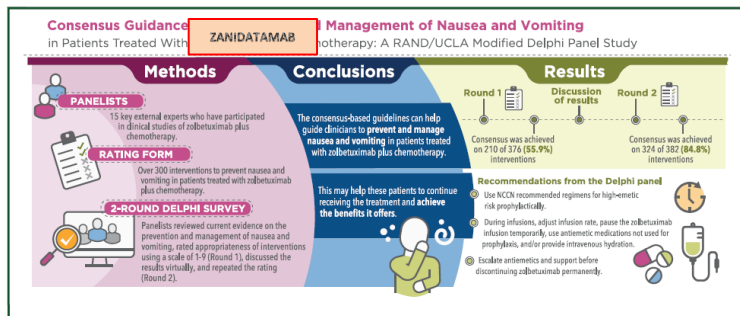 Consensus Guidance
ZANIDATAMAB
l Management of Nausea and Vomiting
in Patients Treated With
motherapy: A RAND/UCLA Modified Delphi Panel Study
Methods
PANELISTS
15 key external experts who have participated
in clinical studies of zolbetuximab plus
chemotherapy.
RATING FORM
Over 300 interventions to prevent nausea and
vomiting in patients treated with zolbetuximab
plus chemotherapy.
2-ROUND DELPHI SURVEY
Panelists reviewed current evidence on the
prevention and management of nausea and
vomiting, rated appropriateness of interventions
using a scale of 1-9 (Round 1), discussed the
results virtually, and repeated the rating
(Round 2).
Conclusions
The consensus-based guidelines can help
guide clinicians to prevent and manage
nausea and vomiting in patients treated
with zolbetuximab plus chemotherapy.
This may help these patients to continue
receiving the treatment and achieve
the benefits it offers.
Results
Round 1
Discussion
of results
Round 2
Consensus was achieved
on 210 of 376 (55.9%)
interventions
Consensus was achieved
on 324 of 382 (84.8%)
interventions
Recommendations from the Delphi panel
Use NCCN recommended regimens for high-emetic
risk prophylactically.
During infusions, adjust infusion rate, pause the zolbetuximab
infusion temporarily, use antiemetic medications not used for
prophylaxis, and/or provide intravenous hydration.
Escalate antiemetics and support before
discontinuing zolbetuximab permanently.